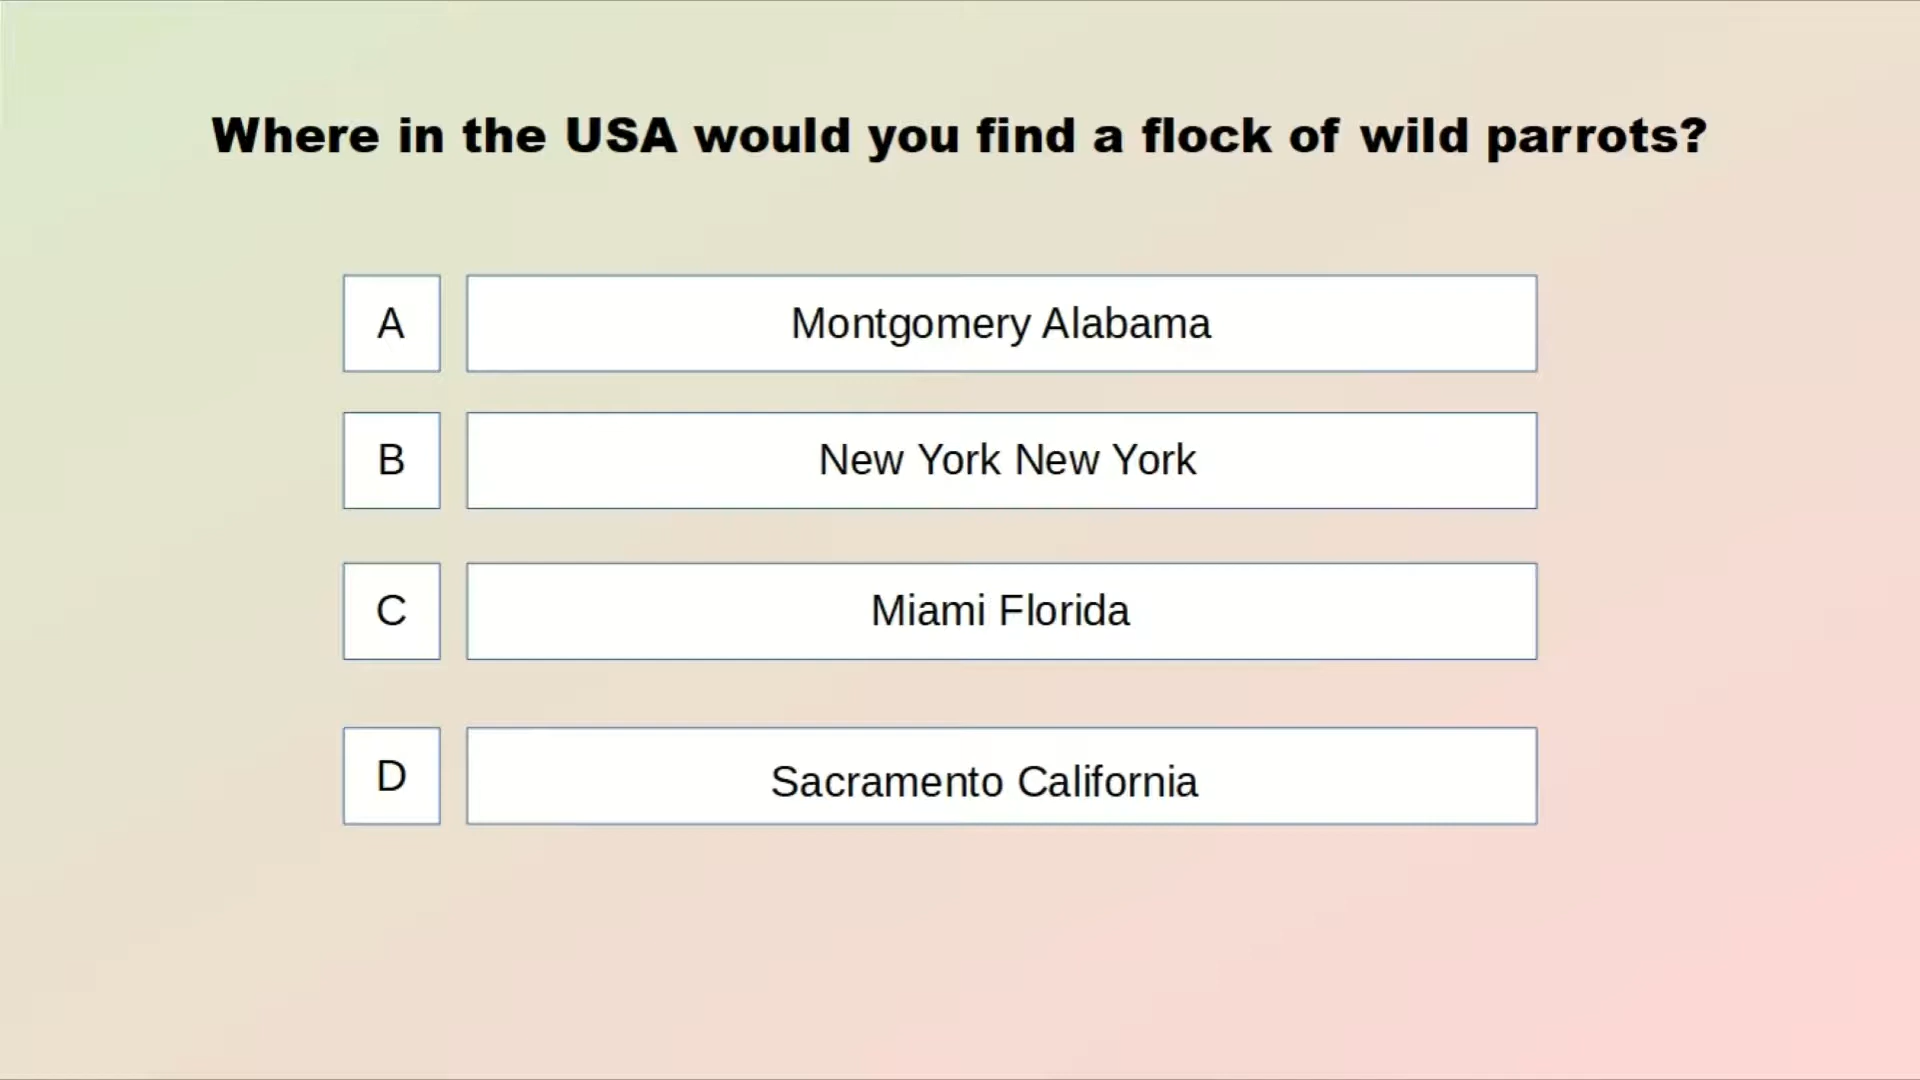 Where in the USA would you find a flock of wild parrots?
A Montgomery Alabama
B New York New York
C Miami Florida
D Sacramento California